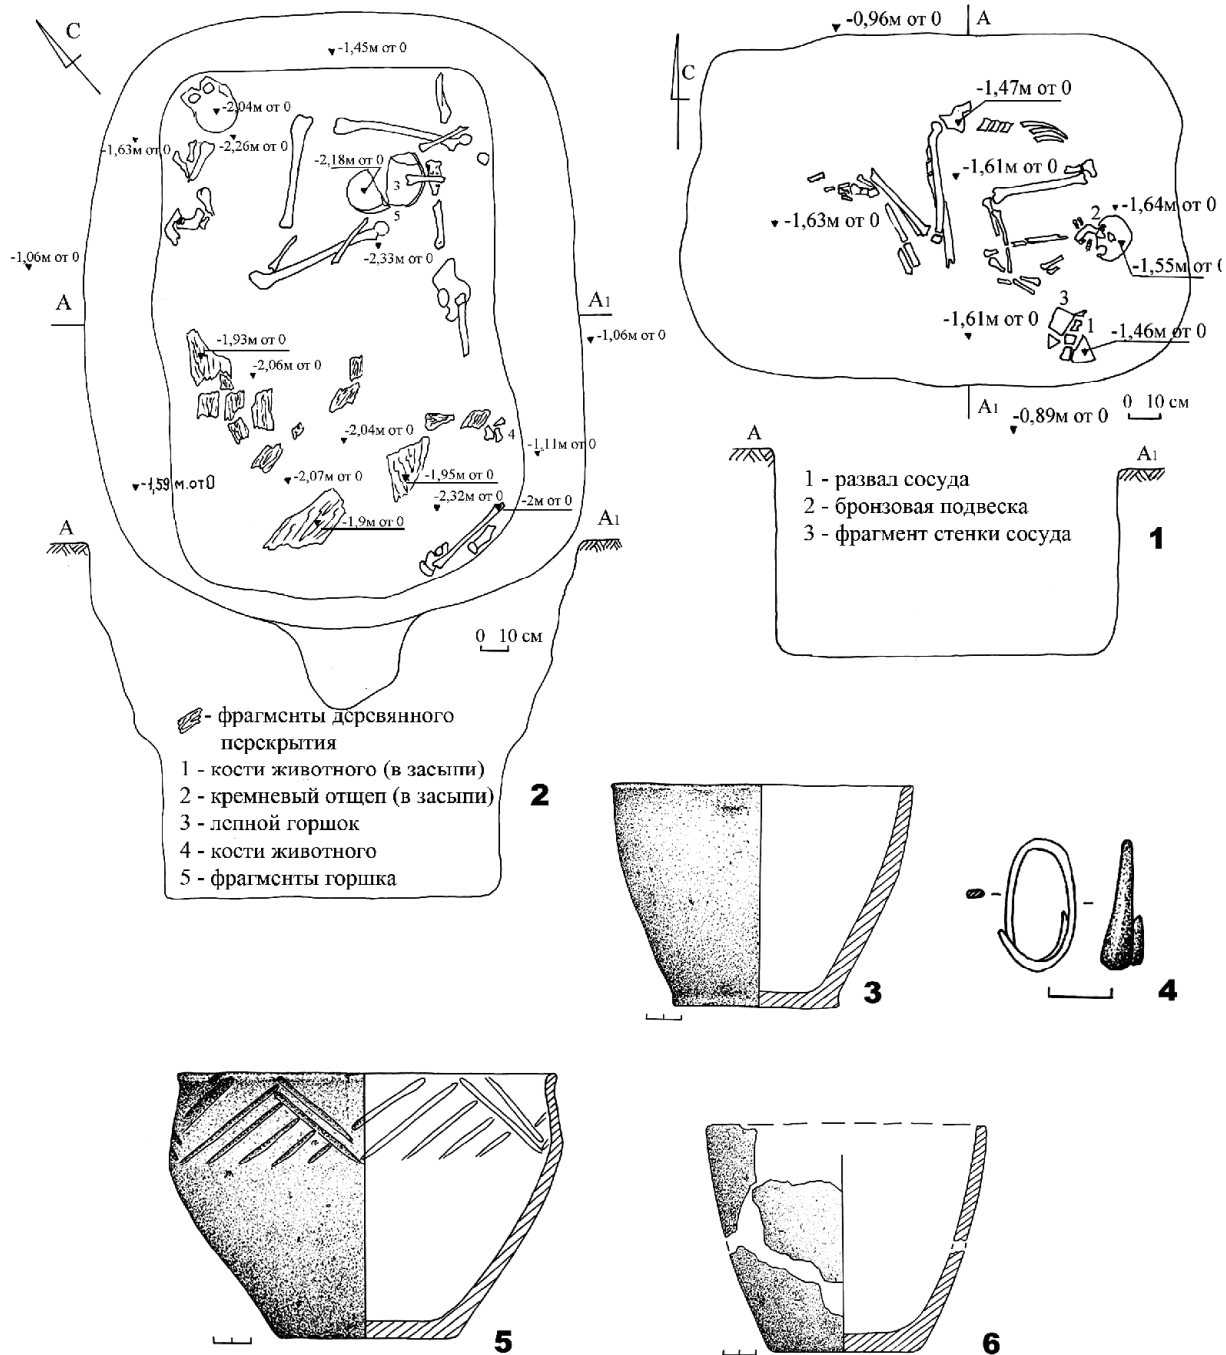 С
-1,45м от 0
-2,04м от 0
-1,63м от 0
-2,26м от 0
-2,18м от 0
3
5
-2,33м от 0
-1,06м от 0
А
А1
-1,06м от 0
-1,93м от 0
-2,06м от 0
-2,04м от 0
4
-1,11м от 0
-2,07м от 0
-1,95м от 0
-1,59 м.от0
-2,32м от 0
-2м от 0
-1,9м от 0
А
А1
0 10 см
- фрагменты деревянного
перекрытия
1 - кости животного (в засыпи)
2 - кремневый отщеп (в засыпи)
3 - лепной горшок
4 - кости животного
5 - фрагменты горшка
2
-0,96м от 0
А
С
-1,47м от 0
-1,61м от 0
-1,63м от 0
2
-1,64м от 0
-1,55м от 0
3
-1,61м от 0
1
-1,46м от 0
А1
-0,89м от 0
0 10 см
А
А1
1 - развал сосуда
2 - бронзовая подвеска
3 - фрагмент стенки сосуда
1
3
4
5
6